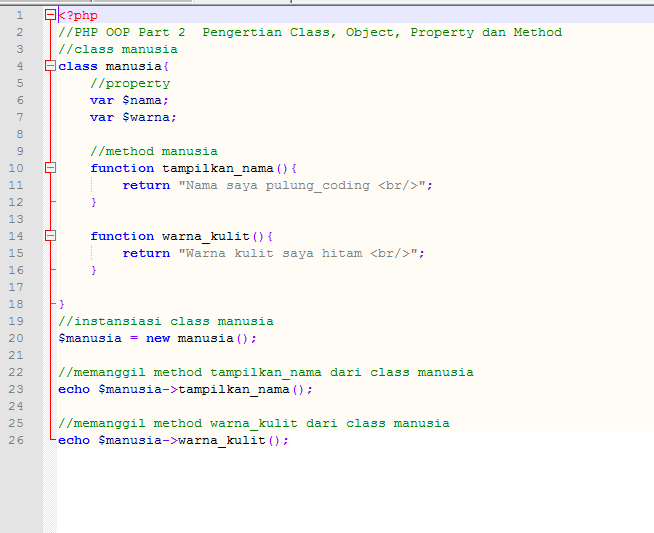 1 <?php
2 //PHP OOP Part 2  Pengertian Class, Object, Property dan Method
3 //class manusia
4 class manusia{
5     //property
6     var $nama;
7     var $warna;
8
9     //method manusia
10     function tampilkan_nama(){
11         return "Nama saya pulung_coding <br/>";
12     }
13
14     function warna_kulit(){
15         return "Warna kulit saya hitam <br/>";
16     }
17
18 }
19 //instansiasi class manusia
20 $manusia = new manusia();
21
22 //memanggil method tampilkan_nama dari class manusia
23 echo $manusia->tampilkan_nama();
24
25 //memanggil method warna_kulit dari class manusia
26 echo $manusia->warna_kulit();